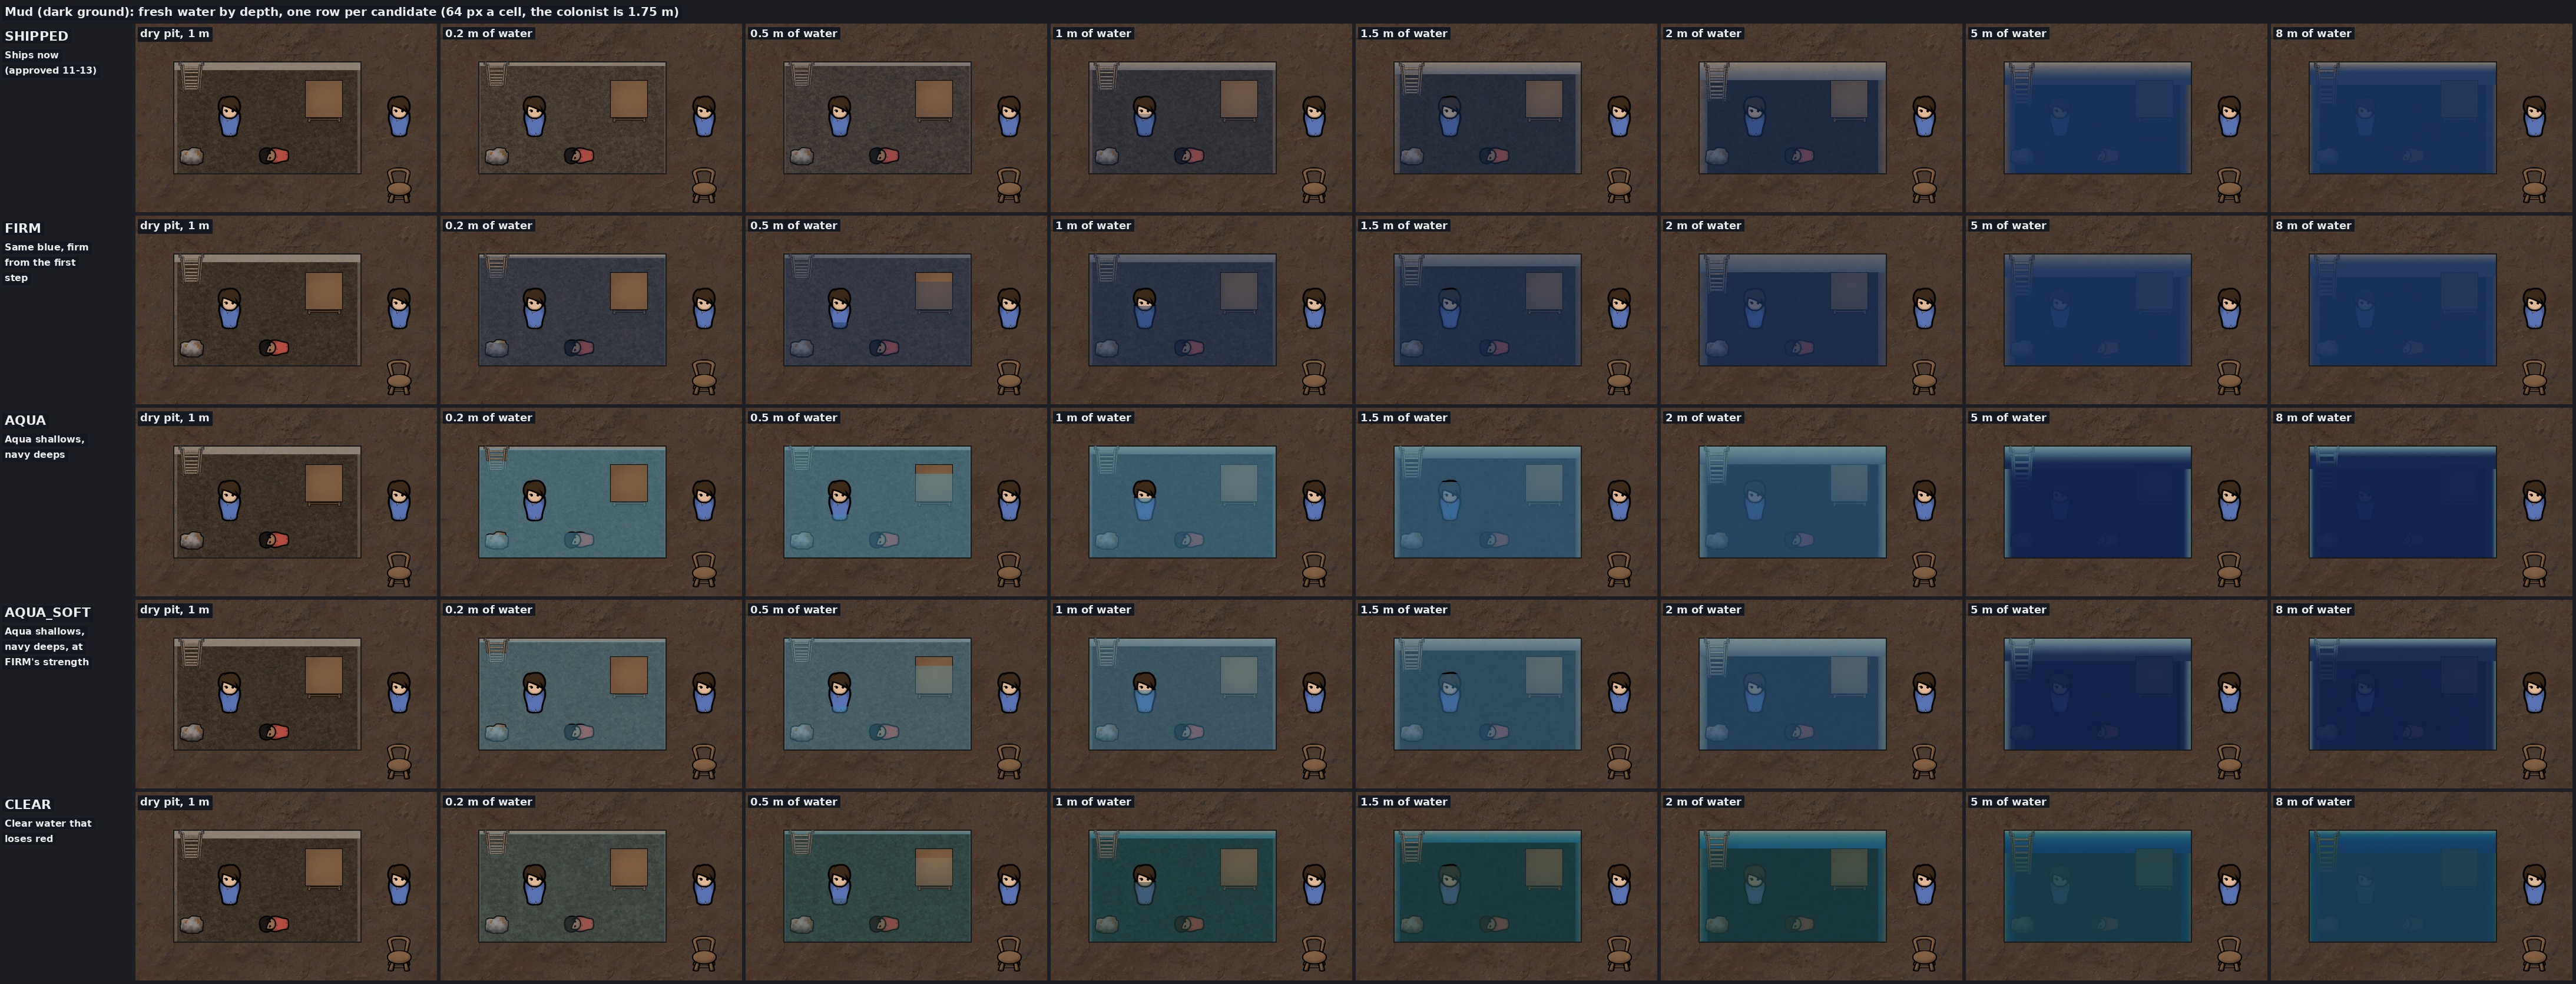 Mud (dark ground): fresh water by depth, one row per candidate (64 px a cell, the colonist is 1.75 m)
SHIPPED
Ships now
(approved 11-13)
dry pit, 1 m
0.2 m of water
0.5 m of water
1 m of water
1.5 m of water
2 m of water
5 m of water
8 m of water
FIRM
Same blue, firm
from the first
step
dry pit, 1 m
0.2 m of water
0.5 m of water
1 m of water
1.5 m of water
2 m of water
5 m of water
8 m of water
AQUA
Aqua shallows,
navy deeps
dry pit, 1 m
0.2 m of water
0.5 m of water
1 m of water
1.5 m of water
2 m of water
5 m of water
8 m of water
AQUA_SOFT
Aqua shallows,
navy deeps, at
FIRM's strength
dry pit, 1 m
0.2 m of water
0.5 m of water
1 m of water
1.5 m of water
2 m of water
5 m of water
8 m of water
CLEAR
Clear water that
loses red
dry pit, 1 m
0.2 m of water
0.5 m of water
1 m of water
1.5 m of water
2 m of water
5 m of water
8 m of water